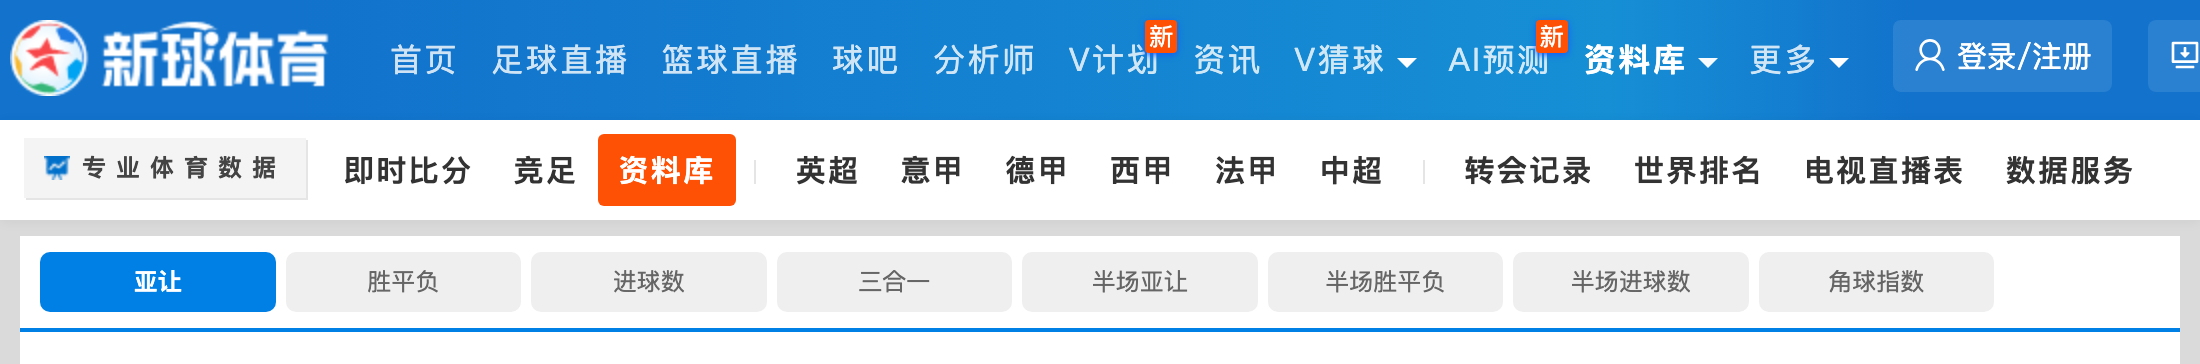 新球体育 首页 足球直播 篮球直播 球吧 分析师 V计划 新 资讯 V猜球 AI预测 新 资料库 更多 登录/注册
专业体育数据 即时比分 竞足 资料库 英超 意甲 德甲 西甲 法甲 中超 转会记录 世界排名 电视直播表 数据服务
亚让 胜平负 进球数 三合一 半场亚让 半场胜平负 半场进球数 角球指数